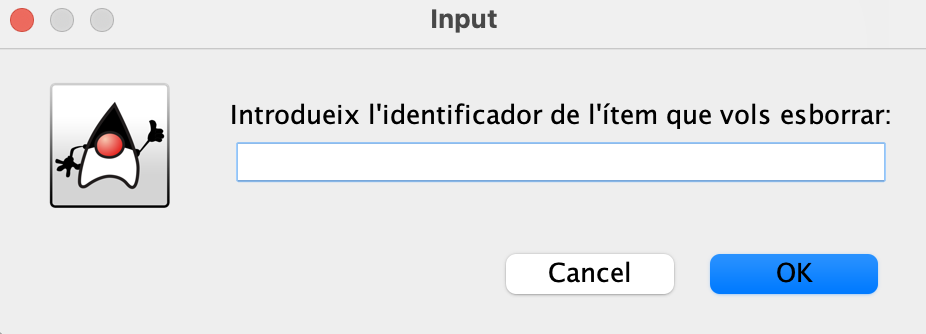 Input
Introdueix l'identificador de l'ítem que vols esborrar:
Cancel
OK